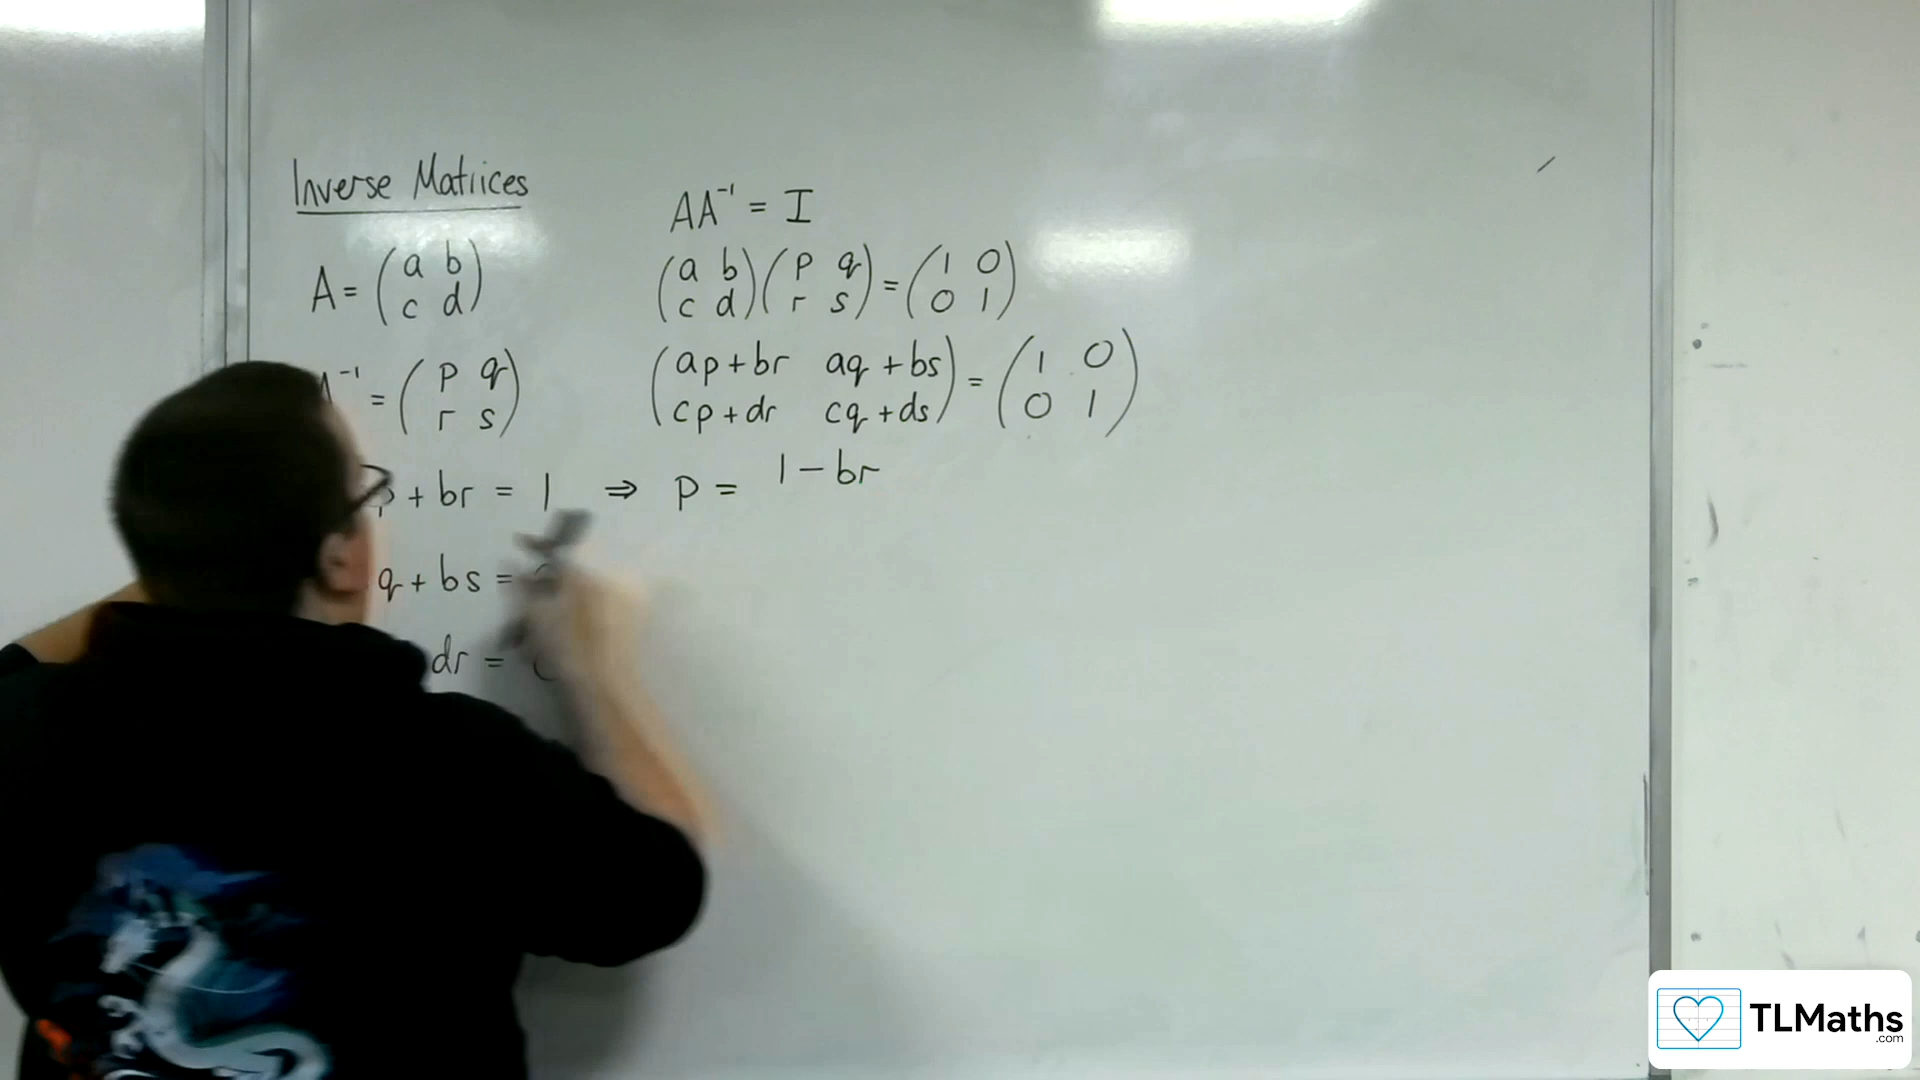 Inverse Matrices
A = (a b
c d)
A⁻¹ = (p q
r s)
p + br = 1 ⇒ p = 1 - br
q + bs =
dr =
AA⁻¹ = I
(a b
c d)(p q
r s) = (1 0
0 1)
(ap + br aq + bs
cp + dr cq + ds) = (1 0
0 1)
TLMaths
.com